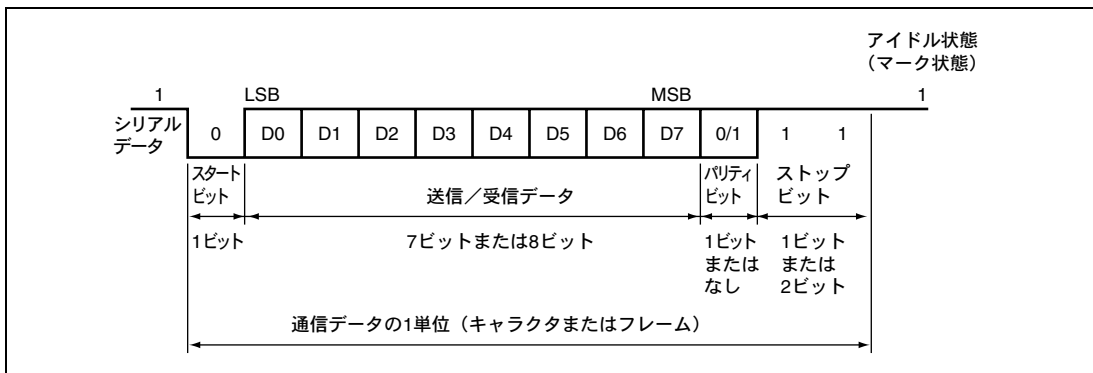 アイドル状態
（マーク状態）
1 LSB MSB 1
シリアル
データ
0 D0 D1 D2 D3 D4 D5 D6 D7 0/1 1 1
スタート
ビット
送信／受信データ
パリティ
ビット
ストップ
ビット
1ビット
7ビットまたは8ビット
1ビット
または
なし
1ビット
または
2ビット
通信データの1単位（キャラクタまたはフレーム）